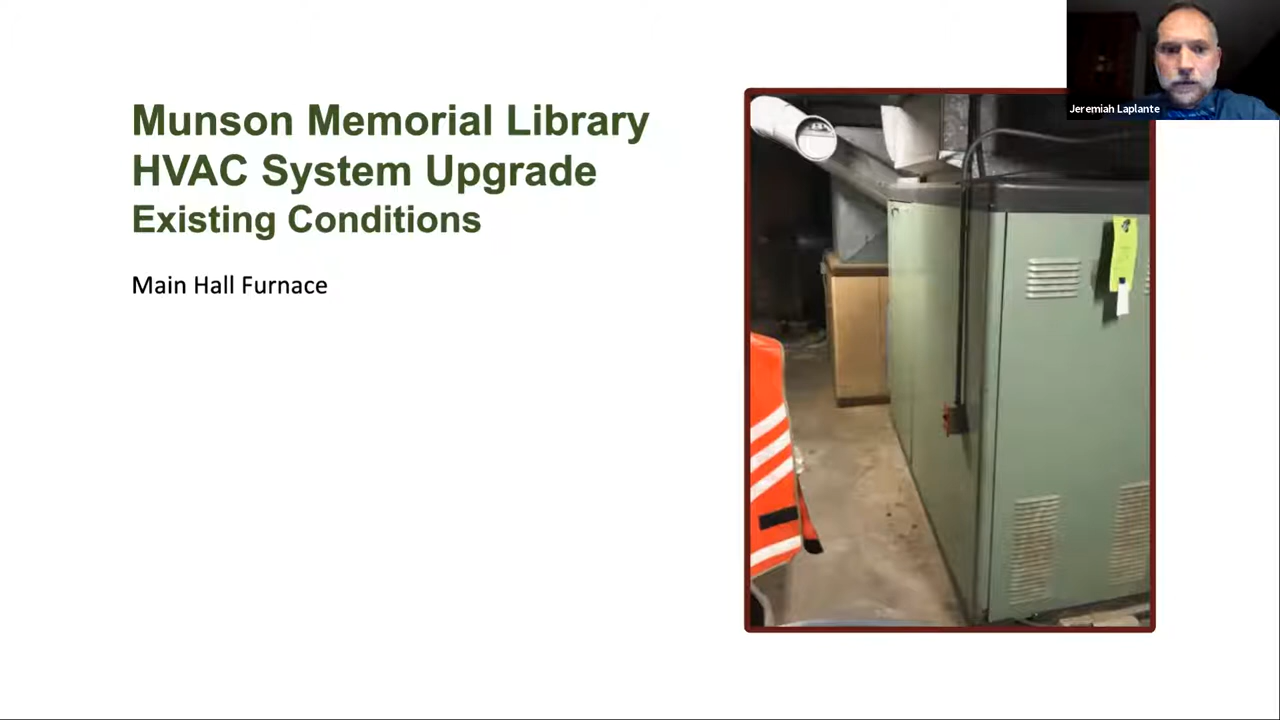 Munson Memorial Library
HVAC System Upgrade
Existing Conditions
Main Hall Furnace
Jeremiah Laplante